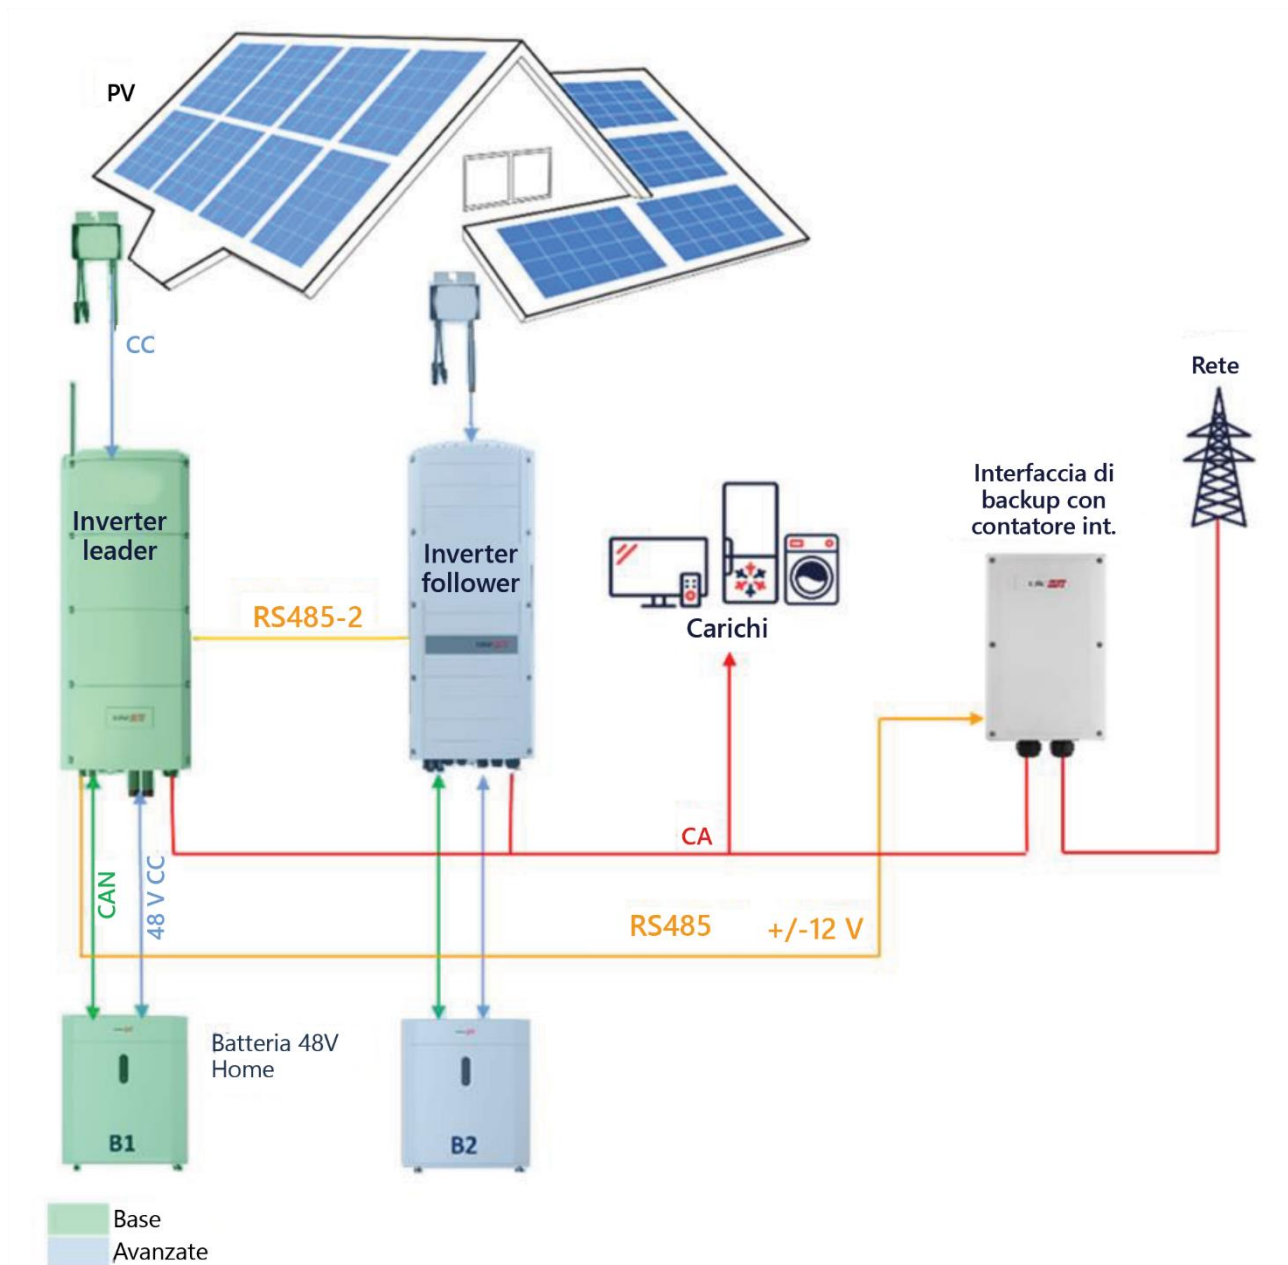 PV
CC
Rete
Interfaccia di
backup con
contatore int.
Inverter
leader
Inverter
follower
RS485-2
Carichi
CA
CAN
48 V CC
RS485
+/-12 V
Batteria 48V
Home
B1
B2
Base
Avanzate